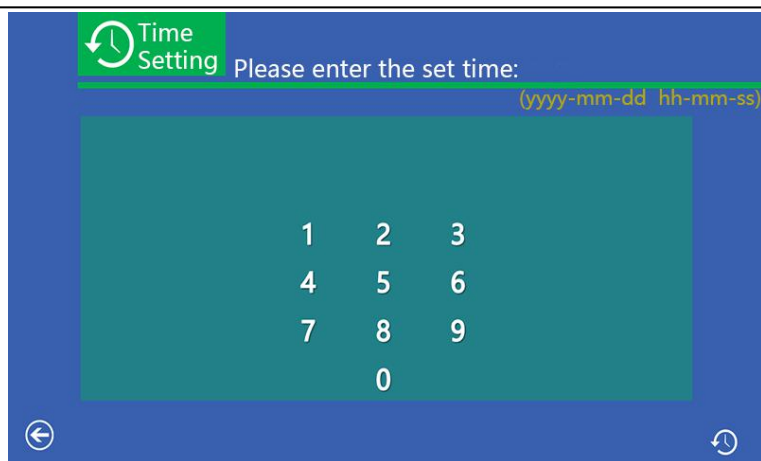 Time
Setting
Please enter the set time:
(yyyy-mm-dd hh-mm-ss)
1 2 3
4 5 6
7 8 9
0